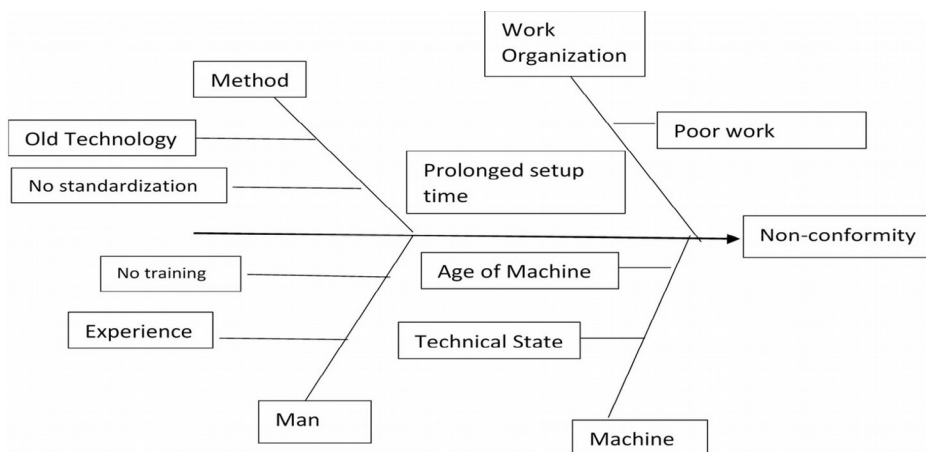 Work
Organization
Method
Old Technology
Poor work
No standardization
Prolonged setup
time
Non-conformity
No training
Age of Machine
Experience
Technical State
Man
Machine